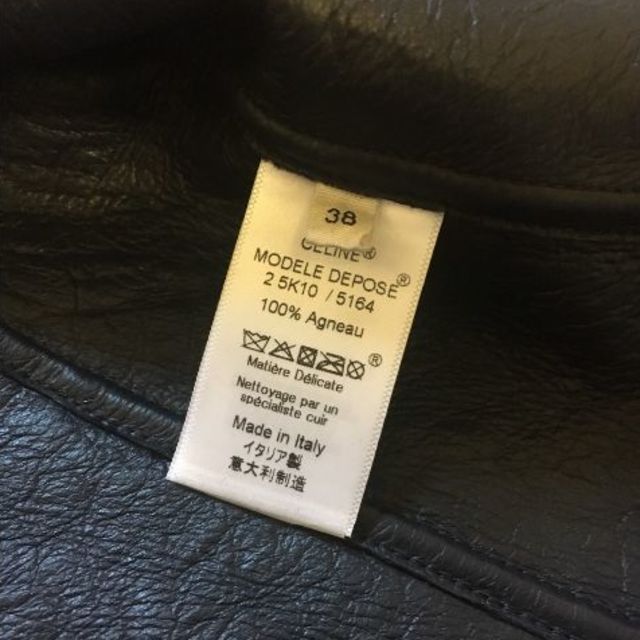 38
CELINE®
MODELE DEPOSE®
2 5K10 / 5164
100% Agneau
®
Matière Délicate
Nettoyage par un
spécialiste cuir
Made in Italy
イタリア製
意大利制造